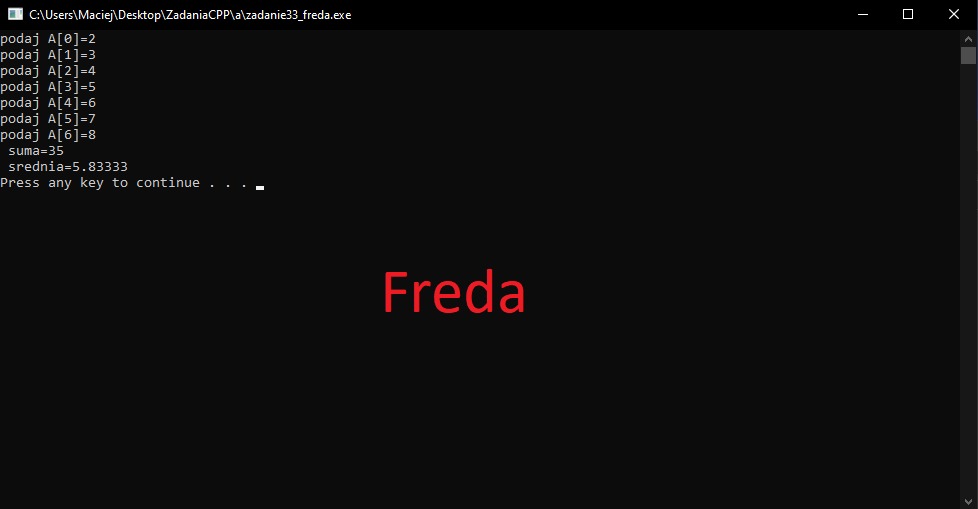 C:\Users\Maciej\Desktop\ZadaniaCPP\a\zadanie33_freda.exe
podaj A[0]=2
podaj A[1]=3
podaj A[2]=4
podaj A[3]=5
podaj A[4]=6
podaj A[5]=7
podaj A[6]=8
suma=35
srednia=5.83333
Press any key to continue . . .
Freda